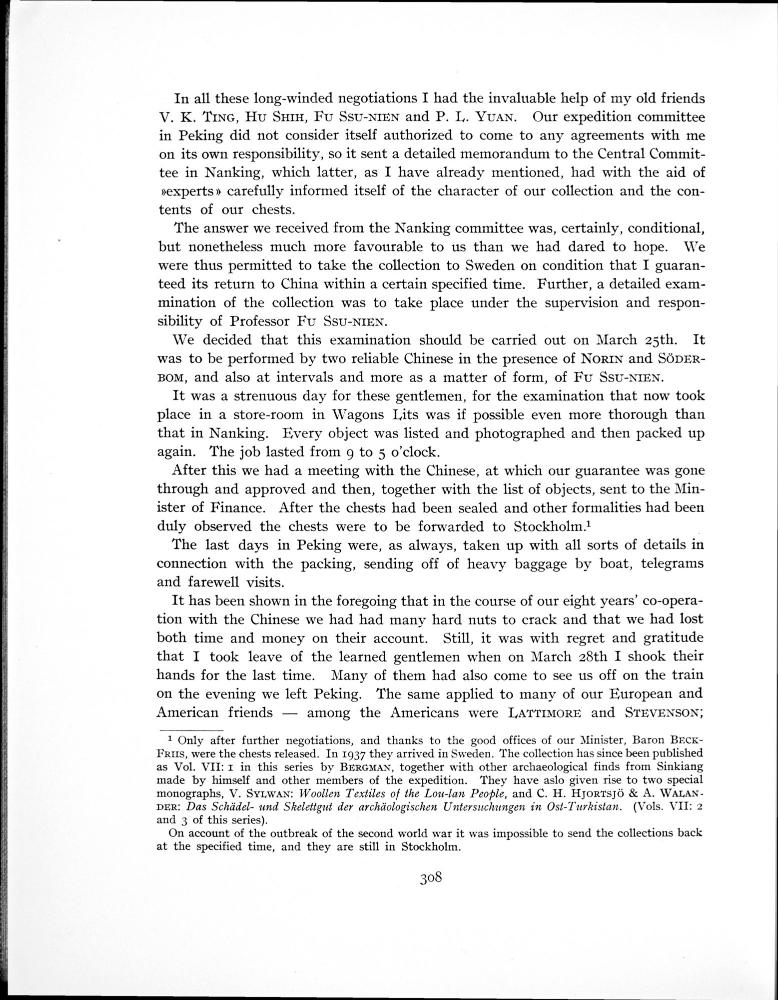 In all these long-winded negotiations I had the invaluable help of my old friends
V. K. TING, HU SHIH, FU SSU-NIEN and P. L. YUAN. Our expedition committee
in Peking did not consider itself authorized to come to any agreements with me
on its own responsibility, so it sent a detailed memorandum to the Central Commit-
tee in Nanking, which latter, as I have already mentioned, had with the aid of
»experts» carefully informed itself of the character of our collection and the con-
tents of our chests.
The answer we received from the Nanking committee was, certainly, conditional,
but nonetheless much more favourable to us than we had dared to hope. We
were thus permitted to take the collection to Sweden on condition that I guaran-
teed its return to China within a certain specified time. Further, a detailed exam-
mination of the collection was to take place under the supervision and respon-
sibility of Professor FU SSU-NIEN.
We decided that this examination should be carried out on March 25th. It
was to be performed by two reliable Chinese in the presence of NORIN and SÖDER-
BOM, and also at intervals and more as a matter of form, of FU SSU-NIEN.
It was a strenuous day for these gentlemen, for the examination that now took
place in a store-room in Wagons Lits was if possible even more thorough than
that in Nanking. Every object was listed and photographed and then packed up
again. The job lasted from 9 to 5 o'clock.
After this we had a meeting with the Chinese, at which our guarantee was gone
through and approved and then, together with the list of objects, sent to the Min-
ister of Finance. After the chests had been sealed and other formalities had been
duly observed the chests were to be forwarded to Stockholm.¹
The last days in Peking were, as always, taken up with all sorts of details in
connection with the packing, sending off of heavy baggage by boat, telegrams
and farewell visits.
It has been shown in the foregoing that in the course of our eight years' co-opera-
tion with the Chinese we had had many hard nuts to crack and that we had lost
both time and money on their account. Still, it was with regret and gratitude
that I took leave of the learned gentlemen when on March 28th I shook their
hands for the last time. Many of them had also come to see us off on the train
on the evening we left Peking. The same applied to many of our European and
American friends — among the Americans were LATTIMORE and STEVENSON;
¹ Only after further negotiations, and thanks to the good offices of our Minister, Baron BECK-
FRIIS, were the chests released. In 1937 they arrived in Sweden. The collection has since been published
as Vol. VII: 1 in this series by BERGMAN, together with other archaeological finds from Sinkiang
made by himself and other members of the expedition. They have aslo given rise to two special
monographs, V. SYLWAN: Woollen Textiles of the Lou-lan People, and C. H. HJORTSJÖ & A. WALAN-
DER: Das Schädel- und Skelettgut der archäologischen Untersuchungen in Ost-Turkistan. (Vols. VII: 2
and 3 of this series).
On account of the outbreak of the second world war it was impossible to send the collections back
at the specified time, and they are still in Stockholm.
308